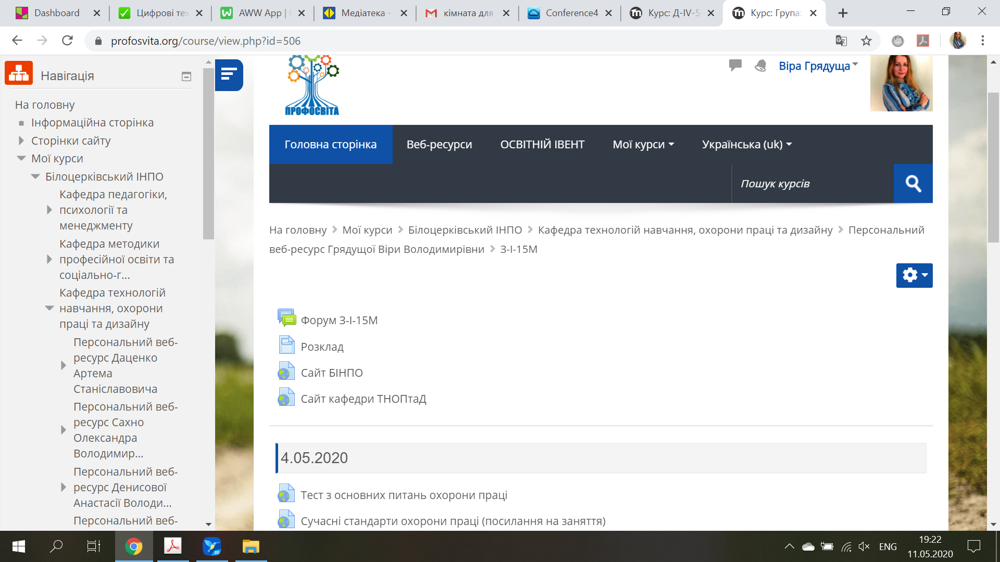 Dashboard
Цифрові тех
AWW App | 
Медіатека -
кімната для
Conference4
Курс: Д-IV-5
Курс: Група:
profosvita.org/course/view.php?id=506
Навігація
На головну
Інформаційна сторінка
Сторінки сайту
Мої курси
Білоцерківський ІНПО
Кафедра педагогіки,
психології та
менеджменту
Кафедра методики
професійної освіти та
соціально-г...
Кафедра технологій
навчання, охорони
праці та дизайну
Персональний веб-
ресурс Даценко
Артема
Станіславовича
Персональний веб-
ресурс Сахно
Олександра
Володимир...
Персональний веб-
ресурс Денисової
Анастасії Володи...
Персональний веб-
ПРОФОСВІТА
Віра Грядуща
Головна сторінка
Веб-ресурси
ОСВІТНІЙ ІВЕНТ
Мої курси
Українська (uk)
Пошук курсів
На головну > Мої курси > Білоцерківський ІНПО > Кафедра технологій навчання, охорони праці та дизайну > Персональний
веб-ресурс Грядущої Віри Володимирівни > З-І-15М
Форум З-І-15М
Розклад
Сайт БІНПО
Сайт кафедри ТНОПтаД
4.05.2020
Тест з основних питань охорони праці
Сучасні стандарти охорони праці (посилання на заняття)
LIVE
3D
ENG
19:22
11.05.2020